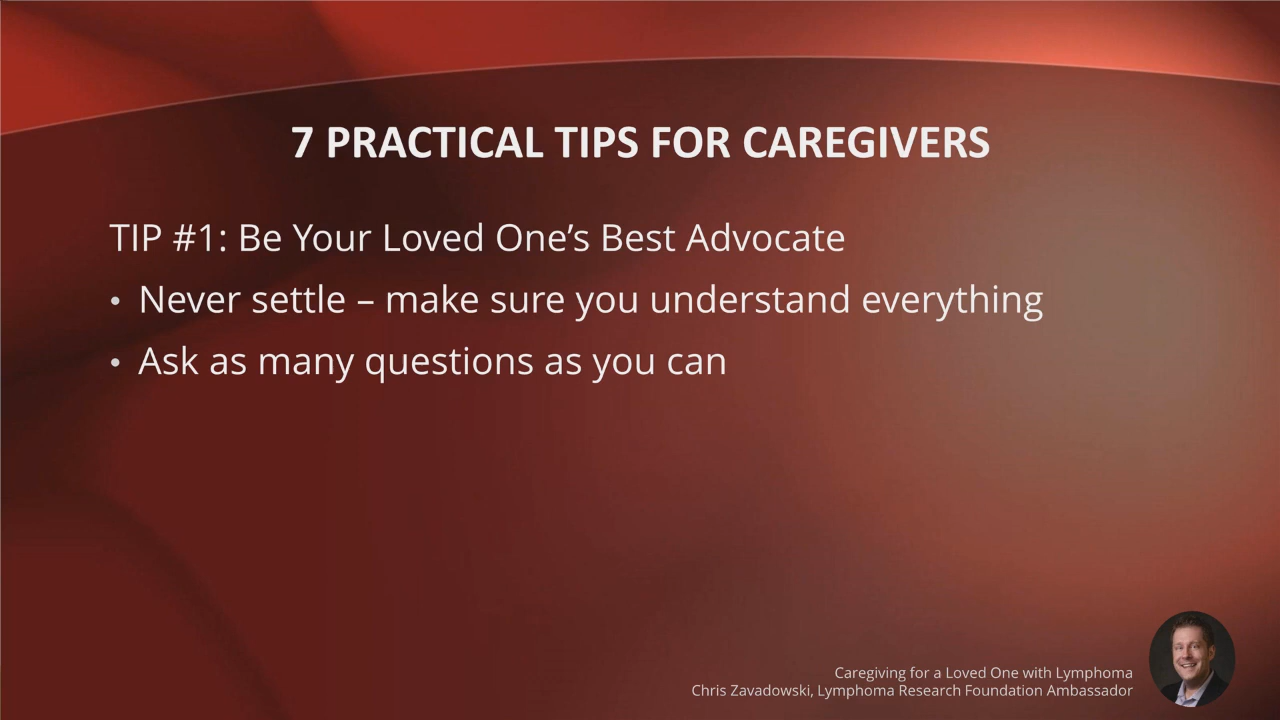 7 PRACTICAL TIPS FOR CAREGIVERS
TIP #1: Be Your Loved One’s Best Advocate
• Never settle – make sure you understand everything
• Ask as many questions as you can
Caregiving for a Loved One with Lymphoma
Chris Zavadowski, Lymphoma Research Foundation Ambassador